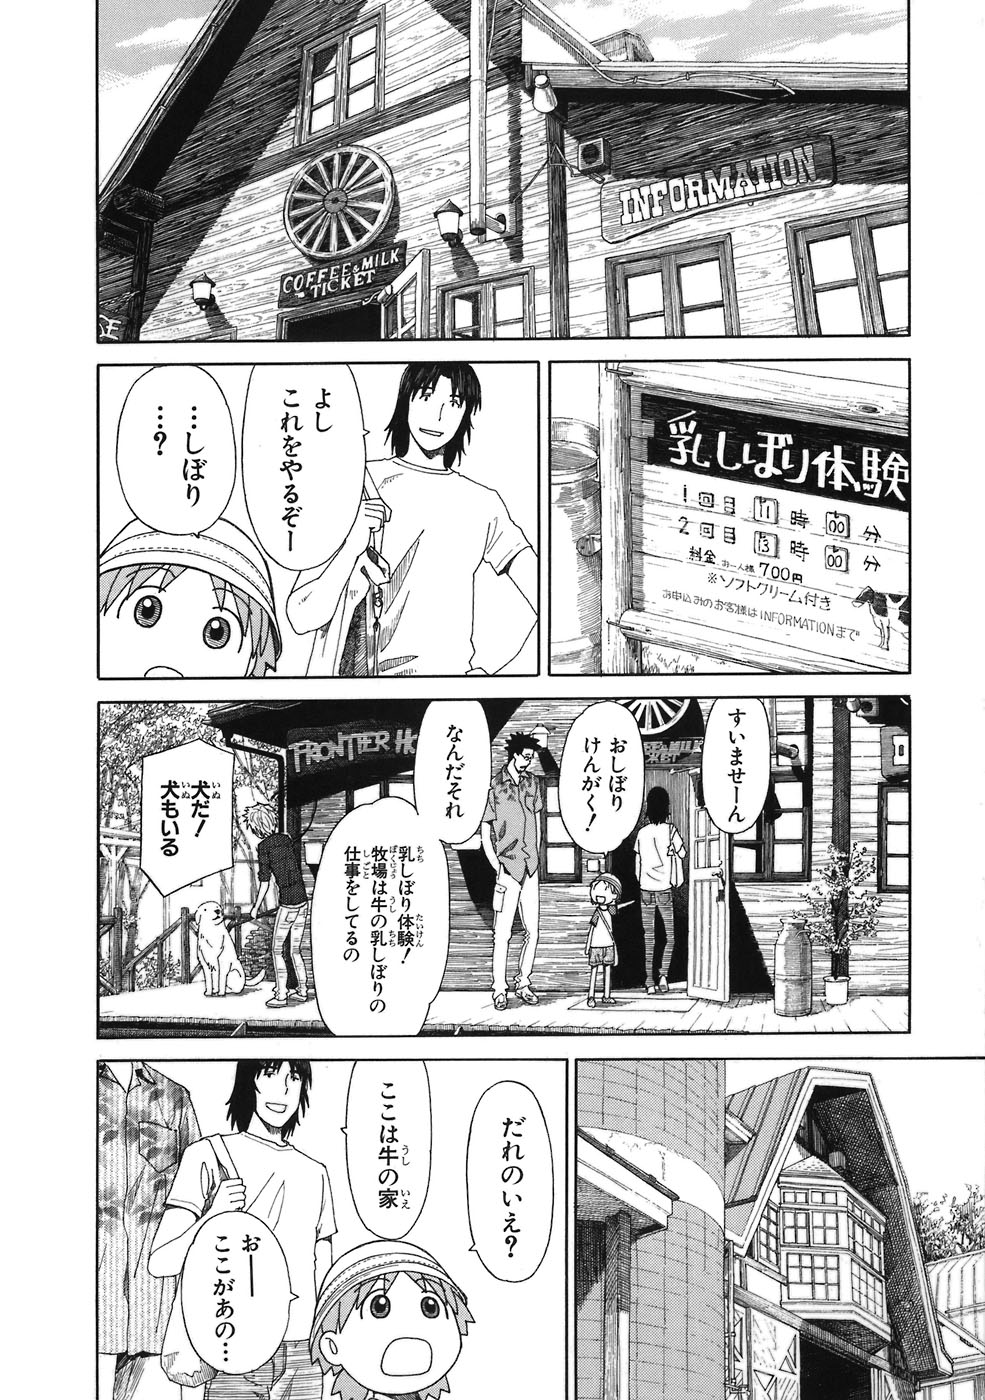 COFFEE & MILK
TICKET
INFORMATION
乳しぼり体験
1回目 11時00分
2回目 13時00分
料金 お一人様 700円
※ソフトクリーム付き
お申込みのお客様はINFORMATIONまで
よし
これをやるぞー
…しぼり
…?
すいませーん
おしぼり
けんがく!
なんだそれ
乳しぼり体験!
牧場は牛の乳しぼりの
仕事をしてるの
犬だ!
犬もいる
FRONTIER HO
だれのいえ?
ここは牛の家
おー
ここがあの…